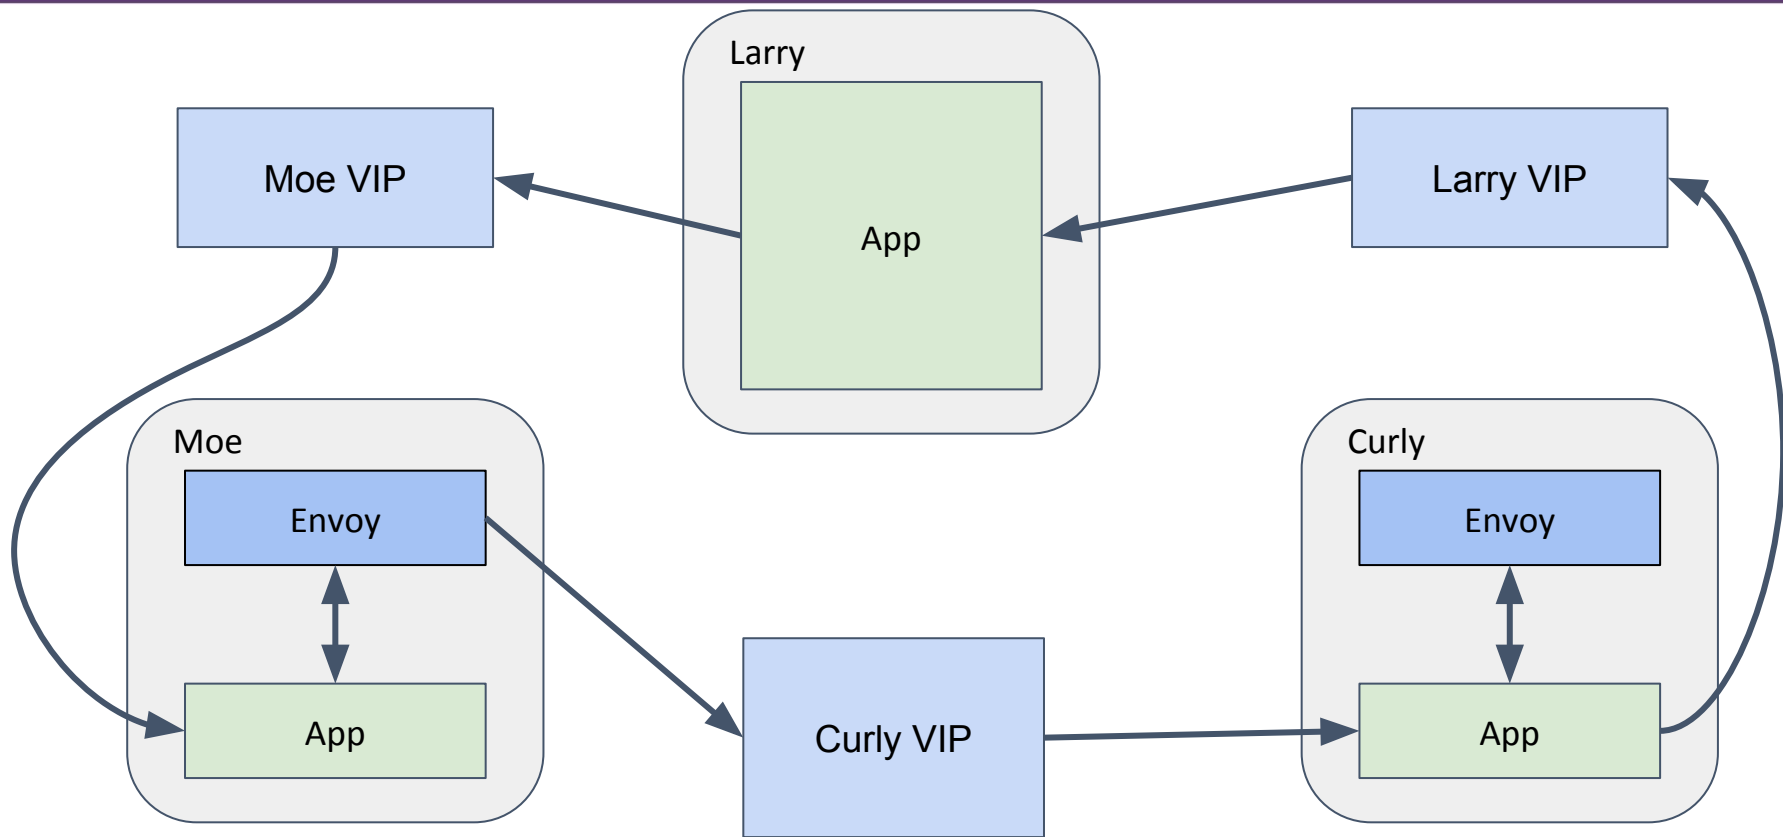 Larry
Moe VIP
App
Larry VIP
Moe
Envoy
App
Curly VIP
Curly
Envoy
App